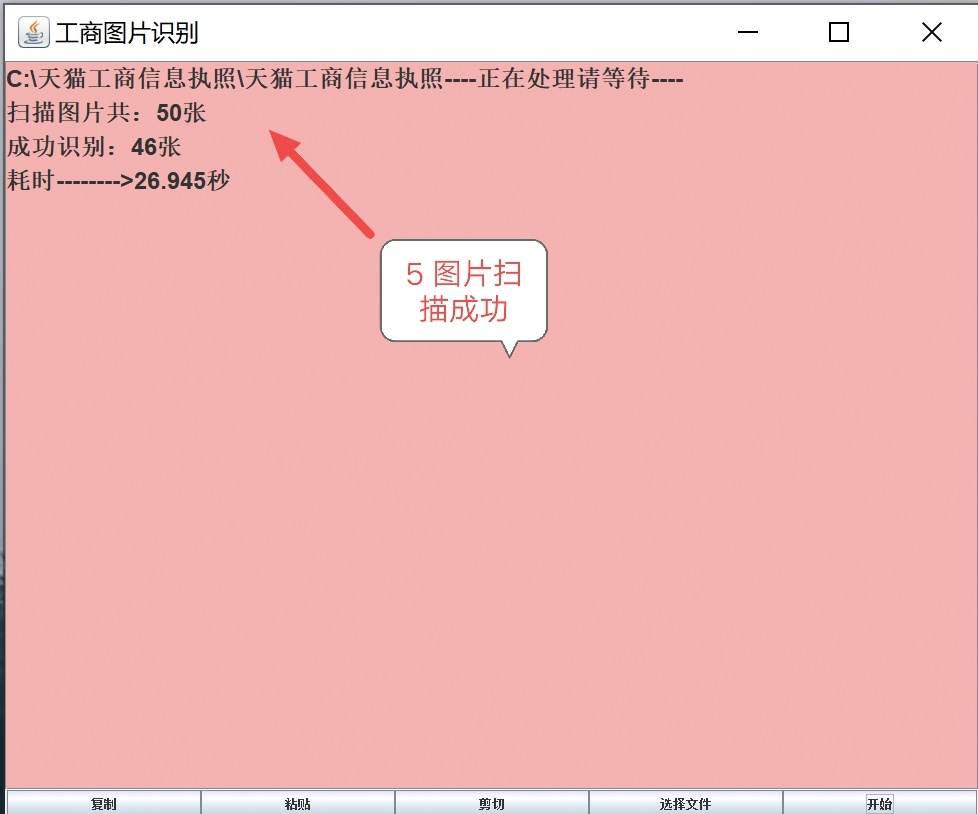 工商图片识别
C:\天猫工商信息执照\天猫工商信息执照----正在处理请等待----
扫描图片共：50张
成功识别：46张
耗时-------->26.945秒
5 图片扫
描成功
复制
粘贴
剪切
选择文件
开始